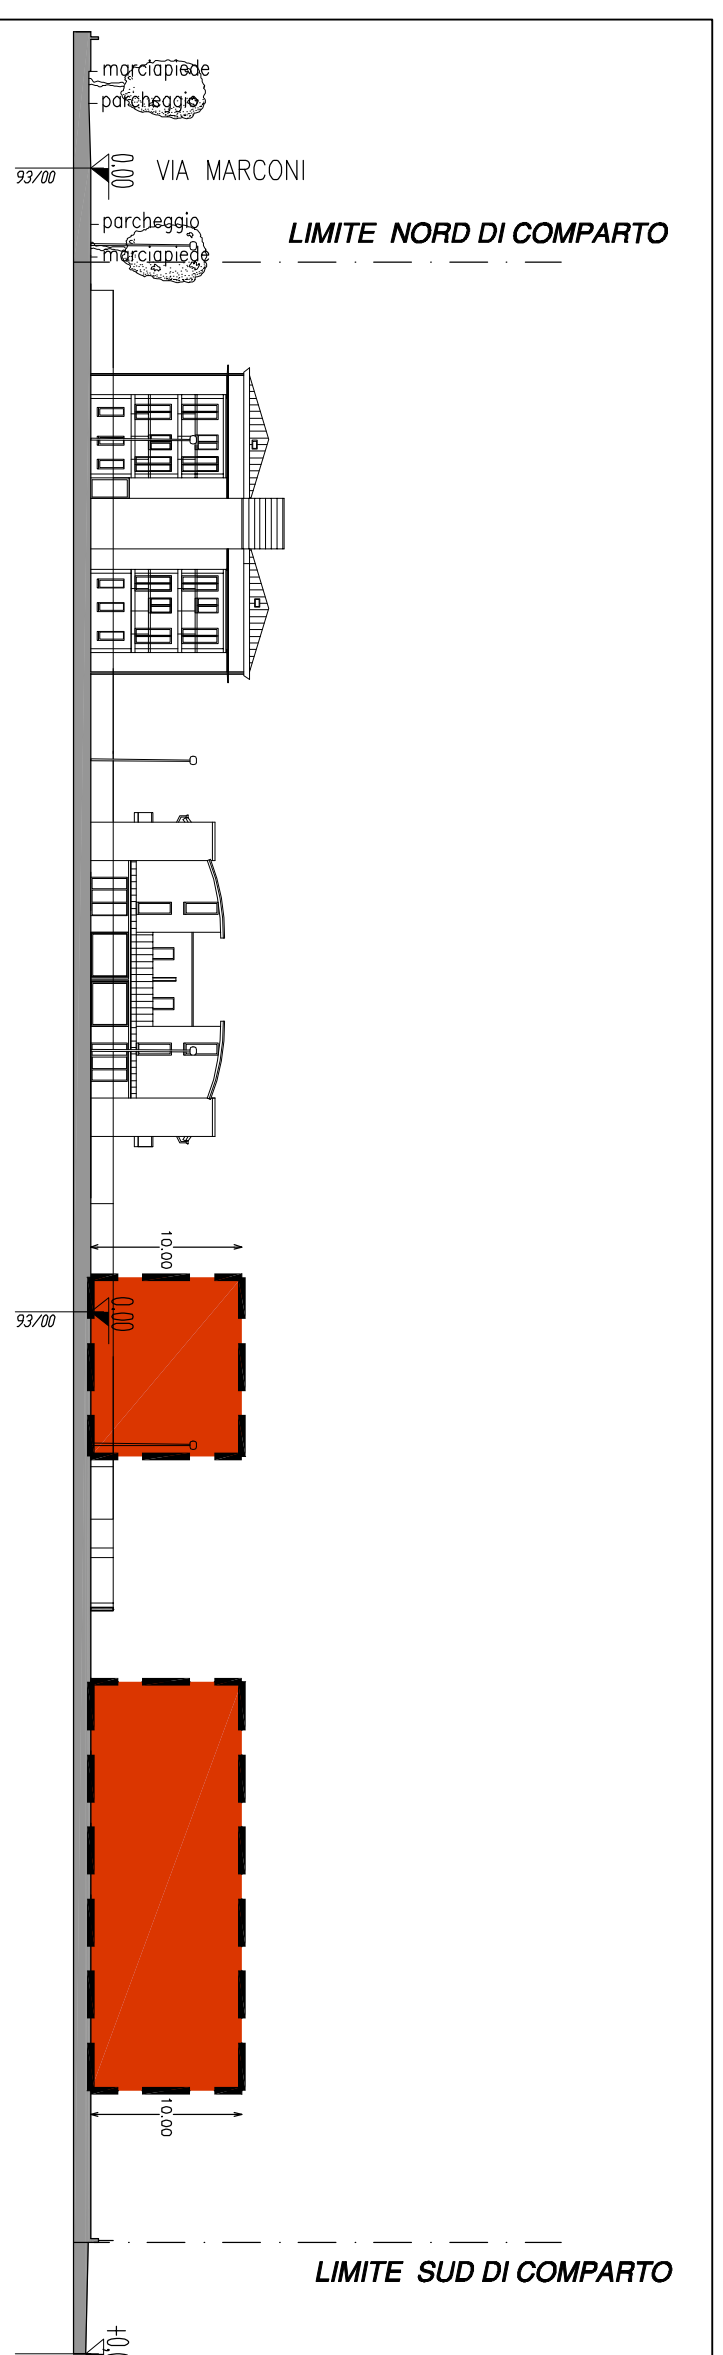 marciapiede
parcheggio
0.00
VIA MARCONI
93/00
parcheggio
LIMITE NORD DI COMPARTO
marciapiede
10.00
0.00
93/00
10.00
LIMITE SUD DI COMPARTO